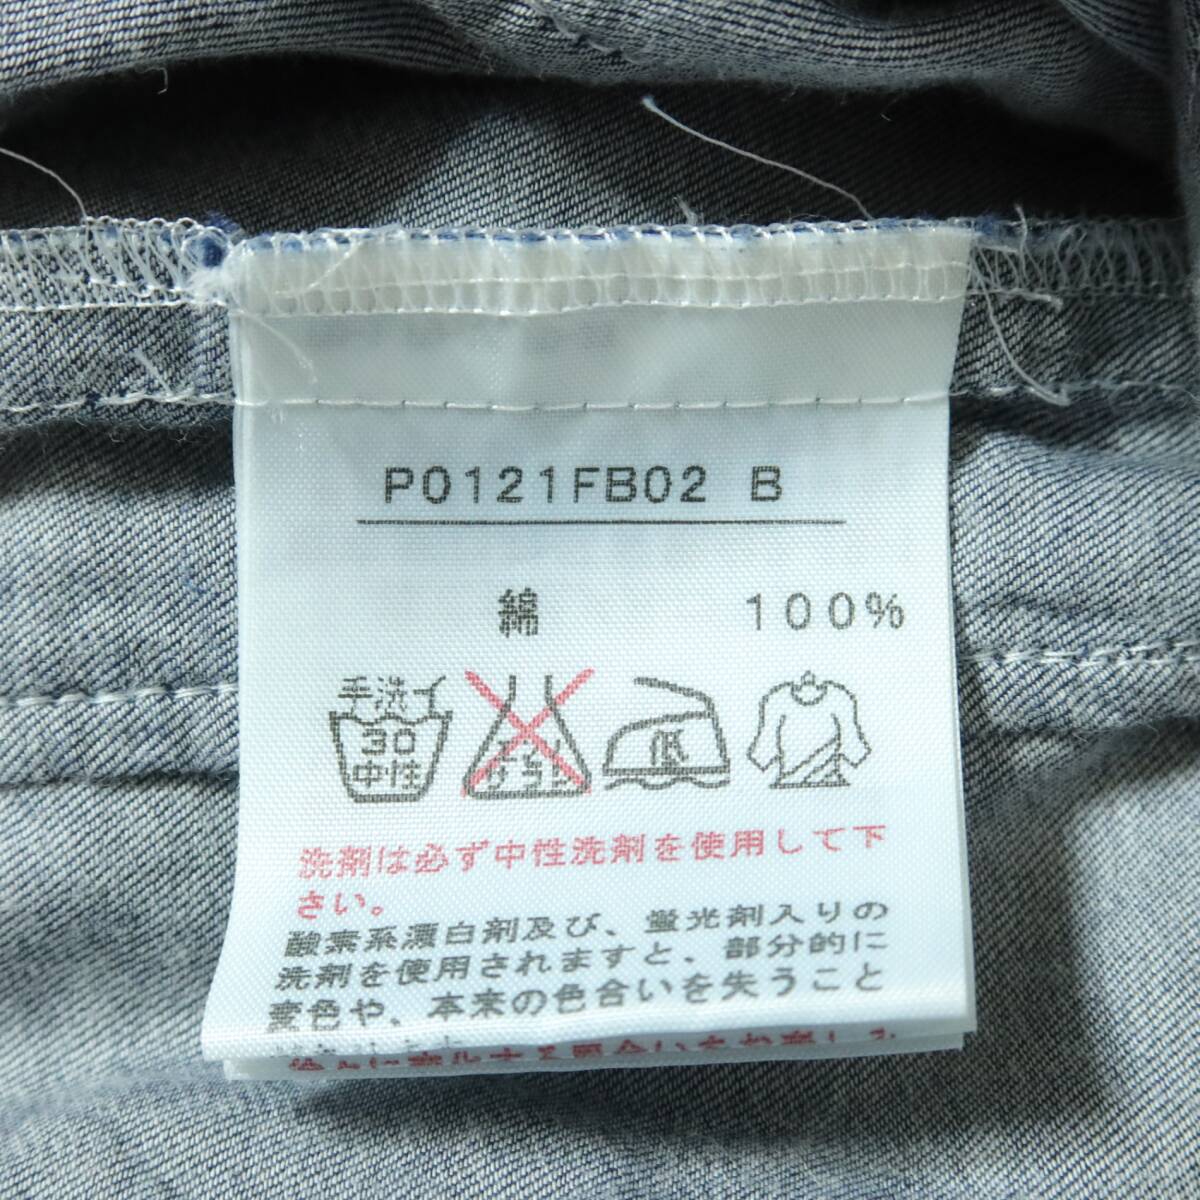 P0121FB02 B
綿 100%
手洗イ
30
中性
洗剤は必ず中性洗剤を使用して下
さい。
酸素系漂白剤及び、蛍光剤入りの
洗剤を使用されますと、部分的に
変色や、本来の色合いを失うこと